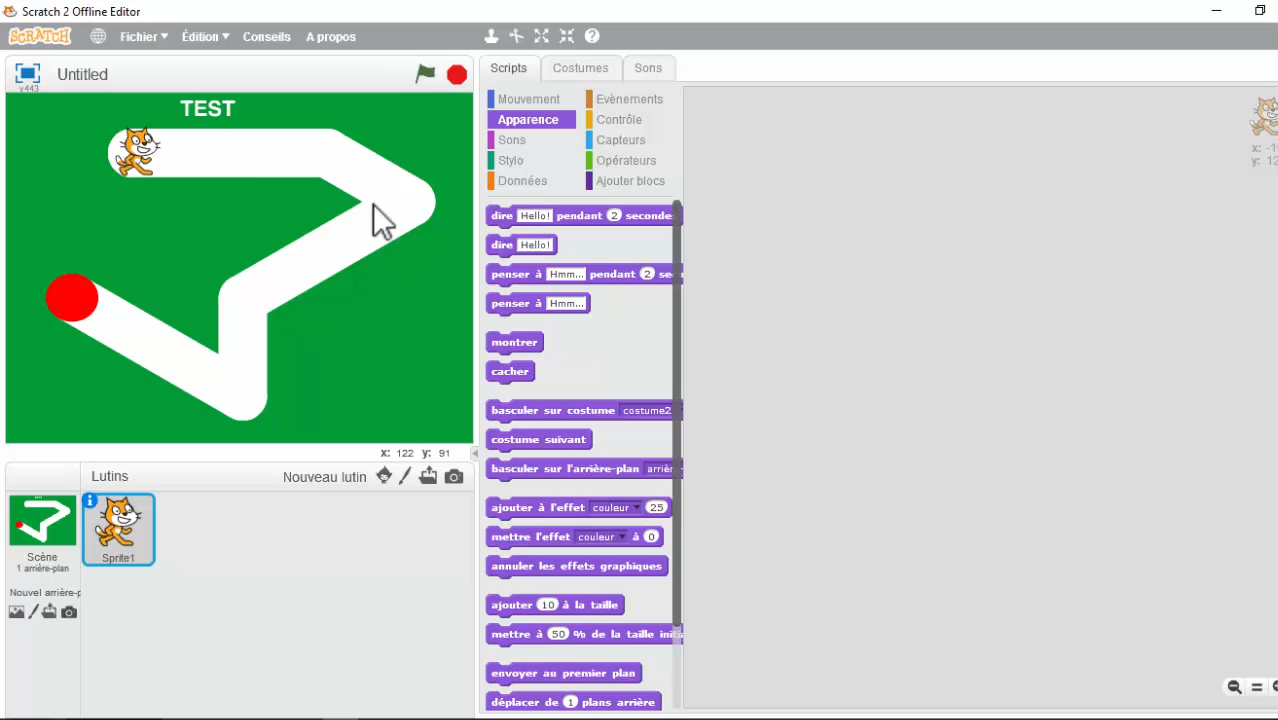 Scratch 2 Offline Editor
SCRATCH Fichier Édition Conseils A propos
Scripts Costumes Sons
Untitled
v443
TEST
x: 122 y: 91
Lutins Nouveau lutin
Scène
1 arrière-plan
Sprite1
Nouvel arrière-p
Mouvement Evènements
Apparence Contrôle
Sons Capteurs
Stylo Opérateurs
Données Ajouter blocs
dire Hello! pendant 2 seconde
dire Hello!
penser à Hmm... pendant 2 se
penser à Hmm...
montrer
cacher
basculer sur costume costume2
costume suivant
basculer sur l'arrière-plan arriè
ajouter à l'effet couleur 25
mettre l'effet couleur à 0
annuler les effets graphiques
ajouter 10 à la taille
mettre à 50 % de la taille initi
envoyer au premier plan
déplacer de 1 plans arrière
x: -1
y: 12